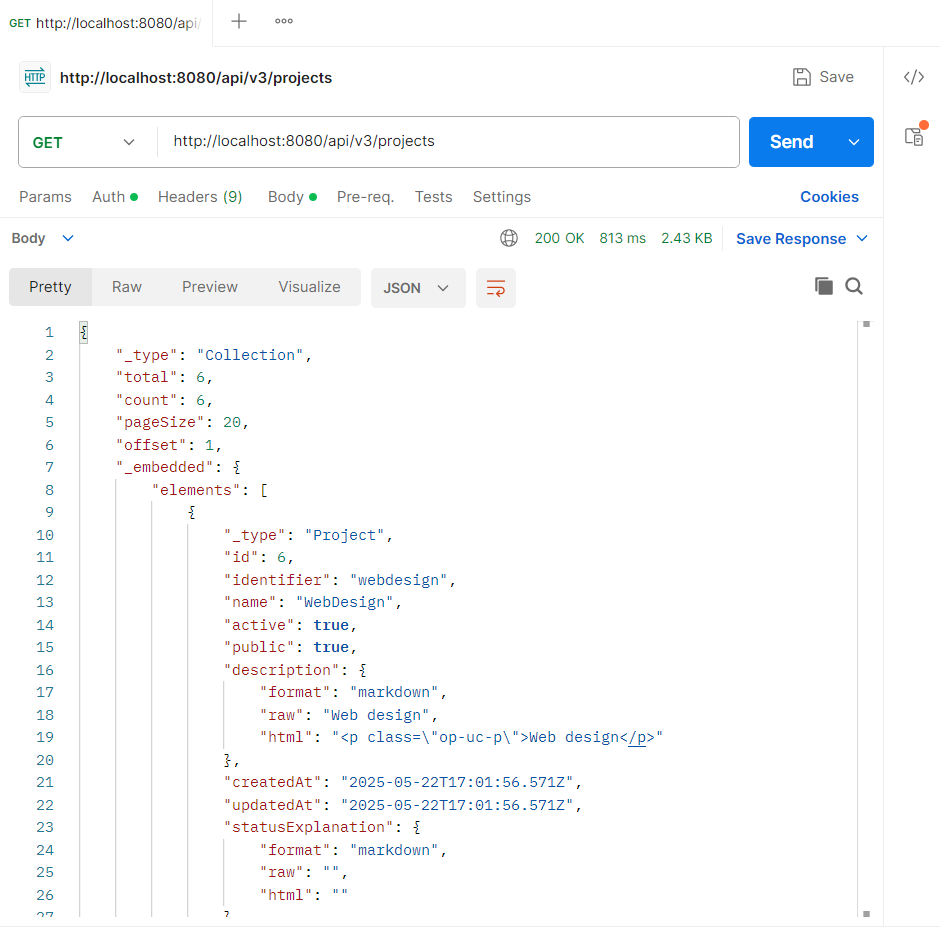 GET http://localhost:8080/api/
HTTP http://localhost:8080/api/v3/projects Save </>
GET http://localhost:8080/api/v3/projects Send
Params Auth Headers (9) Body Pre-req. Tests Settings Cookies
Body 200 OK 813 ms 2.43 KB Save Response
Pretty Raw Preview Visualize JSON
1 {
2 "_type": "Collection",
3 "total": 6,
4 "count": 6,
5 "pageSize": 20,
6 "offset": 1,
7 "_embedded": {
8 "elements": [
9 {
10 "_type": "Project",
11 "id": 6,
12 "identifier": "webdesign",
13 "name": "WebDesign",
14 "active": true,
15 "public": true,
16 "description": {
17 "format": "markdown",
18 "raw": "Web design",
19 "html": "<p class=\"op-uc-p\">Web design</p>"
20 },
21 "createdAt": "2025-05-22T17:01:56.571Z",
22 "updatedAt": "2025-05-22T17:01:56.571Z",
23 "statusExplanation": {
24 "format": "markdown",
25 "raw": "",
26 "html": ""
27 }